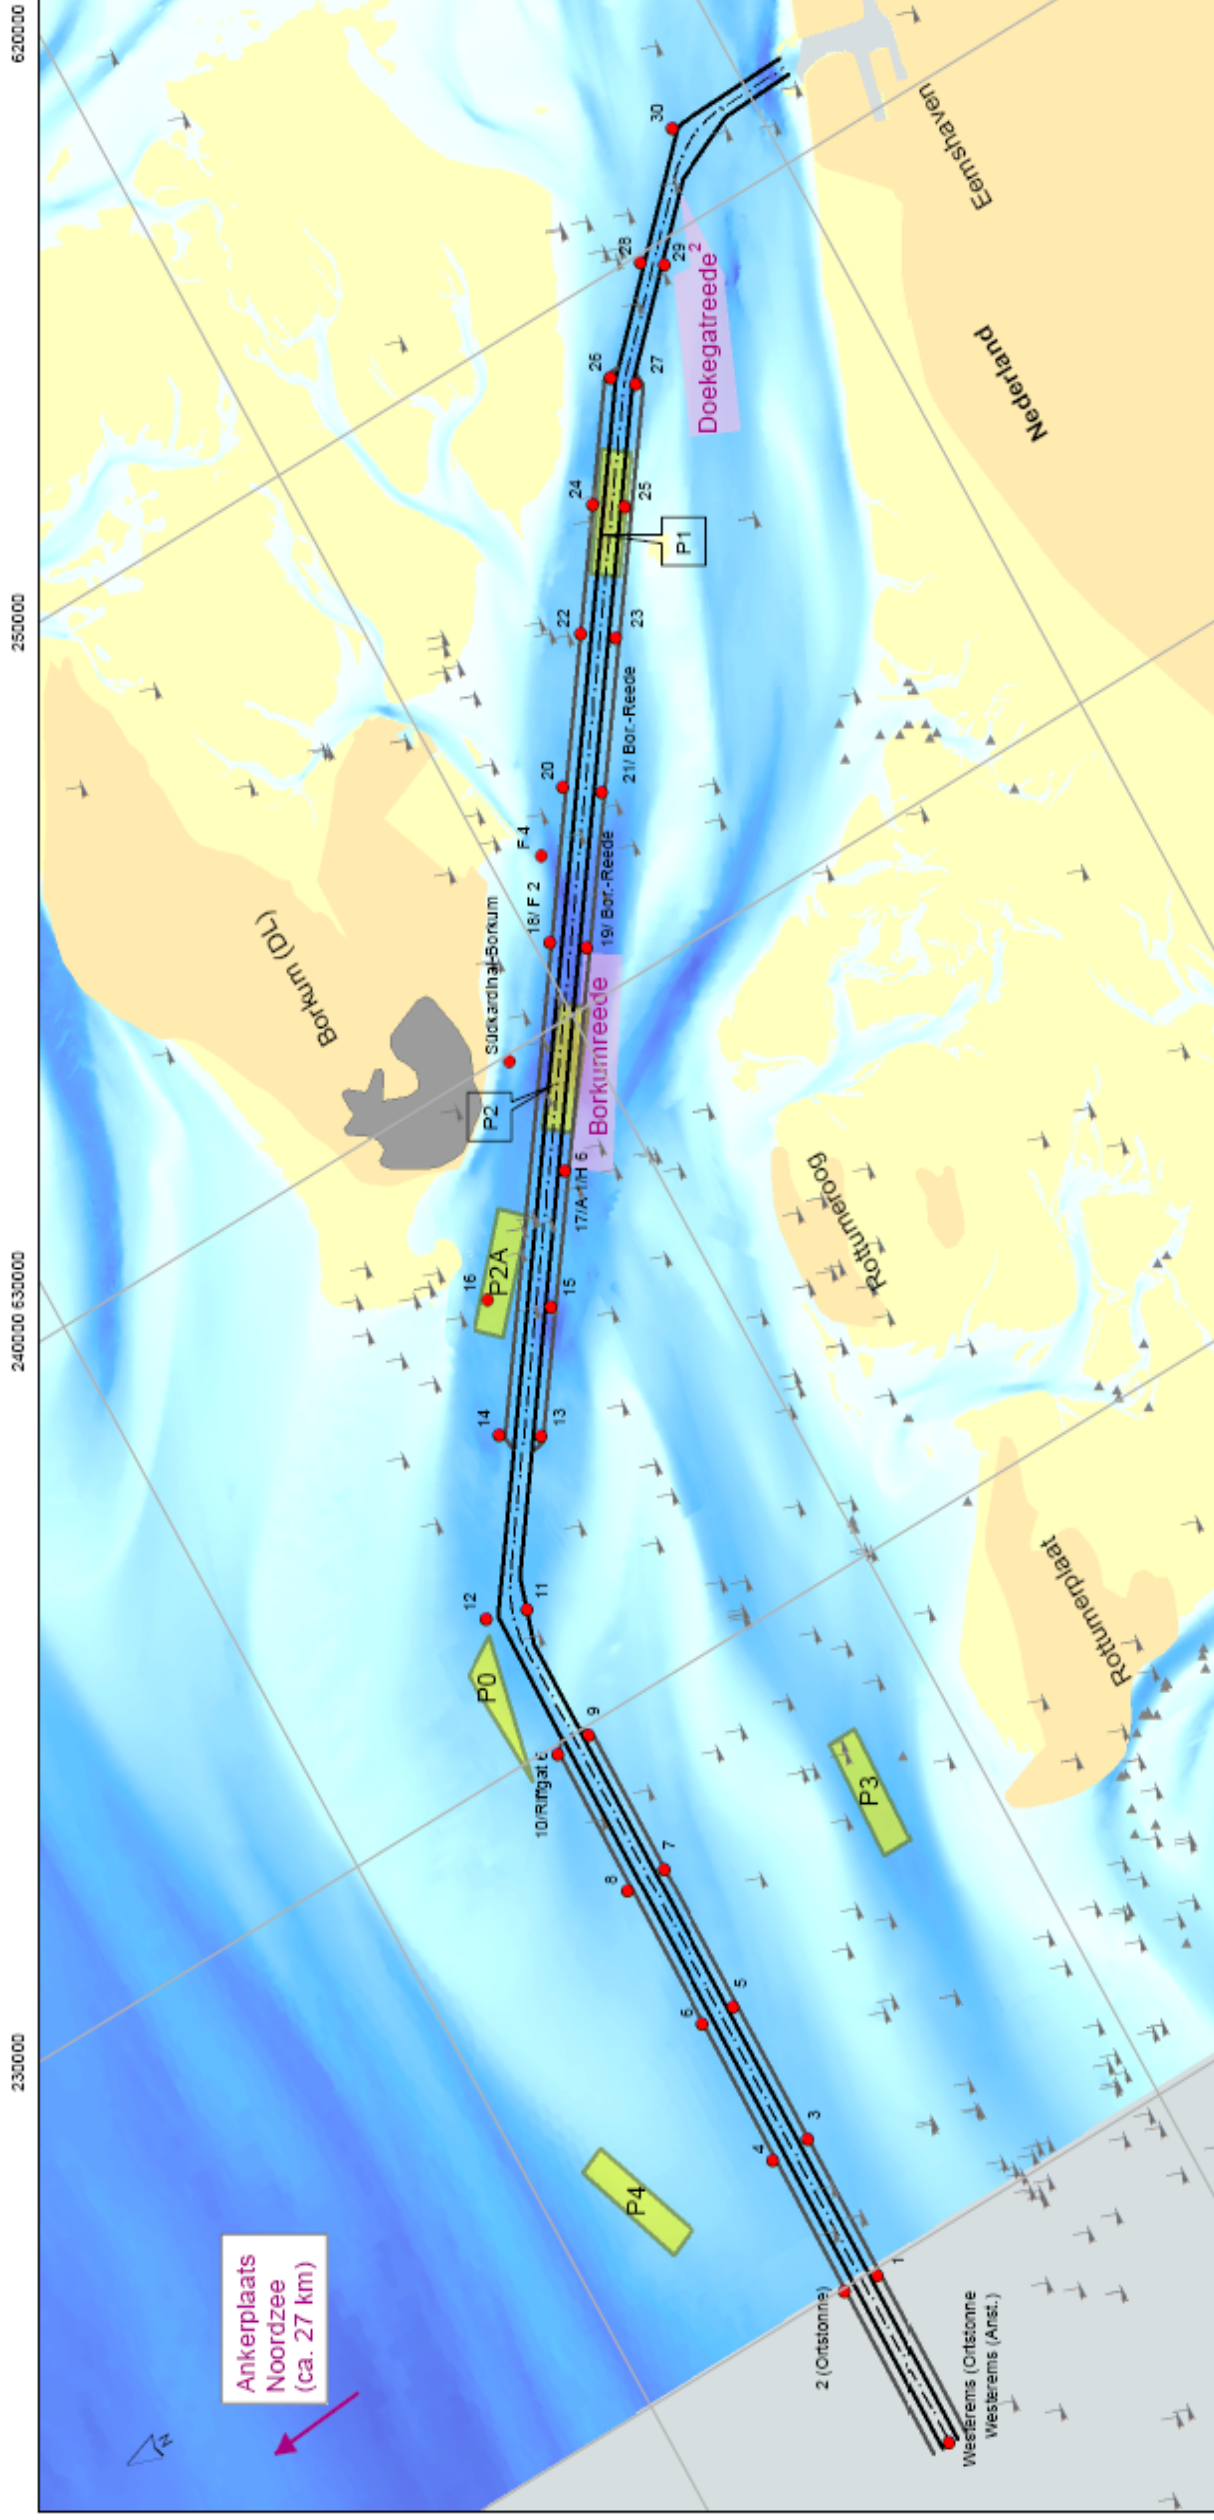 620000
250000
240000 630000
230000
Ankerplaats
Noordzee
(ca. 27 km)
N
Borkum (DL)
Eemshaven
Nederland
Rottumeroog
Rottumerplaat
Doekegatreede 2
Borkumreede
P0
P1
P2
P2A
P3
P4
30
28
29
26
27
24
25
22
23
20
21/ Bor.-Reede
F 4
18/ F 2
19/ Bor.-Reede
Südkardinal-Borkum
17/A 1/H 6
16
15
14
13
12
11
10/Riffgat 6
9
8
7
6
5
4
3
2 (Ortstonne)
1
Westerems (Ortstonne
Westerems (Anst.)